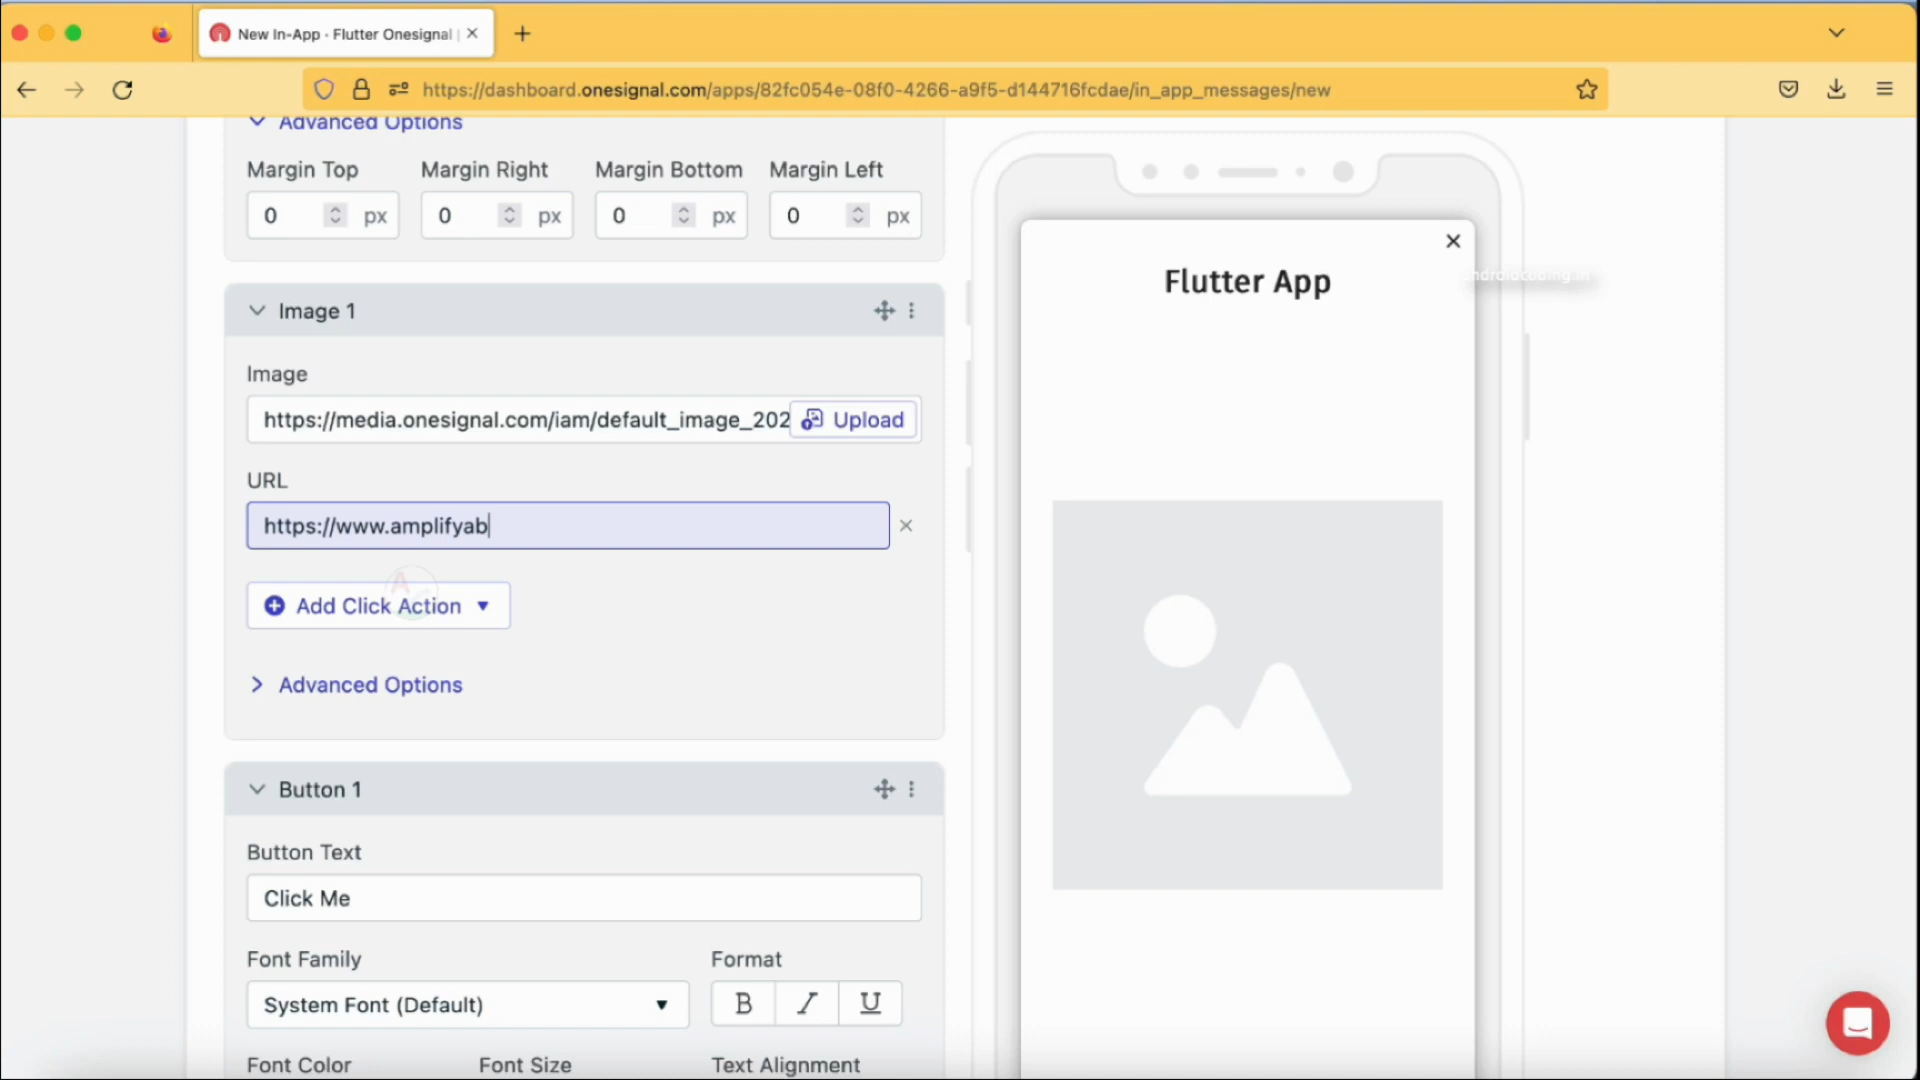 New In-App · Flutter Onesignal |
https://dashboard.onesignal.com/apps/82fc054e-08f0-4266-a9f5-d144716fcdae/in_app_messages/new
Advanced Options
Margin Top Margin Right Margin Bottom Margin Left
0 px 0 px 0 px 0 px
Flutter App
ndroidcoding.in
Image 1
Image
https://media.onesignal.com/iam/default_image_202 Upload
URL
https://www.amplifyab
Add Click Action
Advanced Options
Button 1
Button Text
Click Me
Font Family Format
System Font (Default) B I U
Font Color Font Size Text Alignment